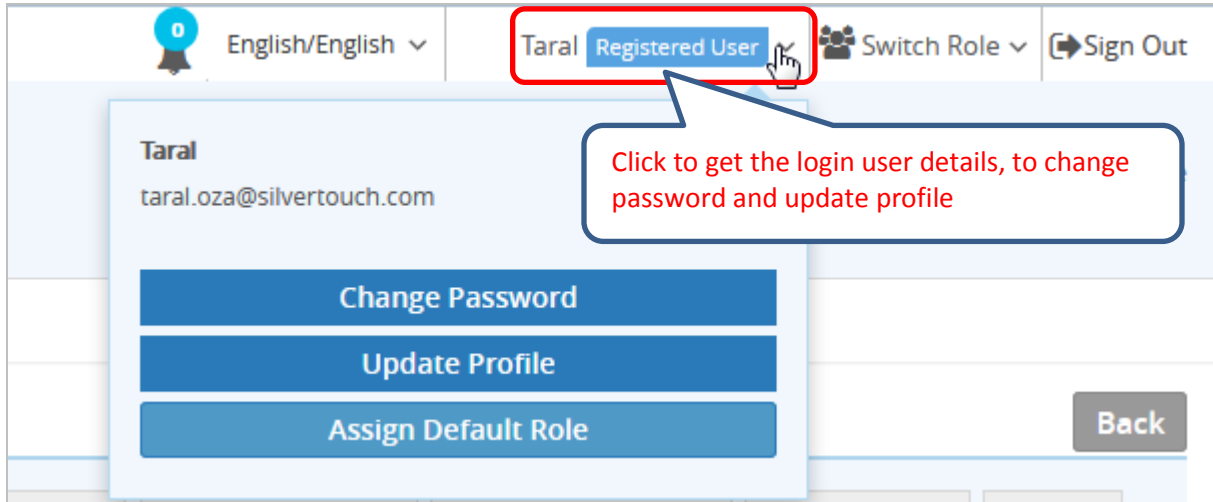 0
English/English
Taral Registered User
Switch Role
Sign Out
Taral
taral.oza@silvertouch.com
Click to get the login user details, to change
password and update profile
Change Password
Update Profile
Assign Default Role
Back